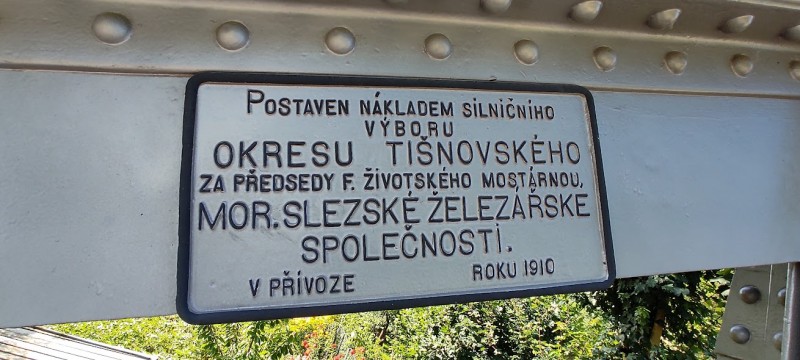 POSTAVEN NÁKLADEM SILNIČNÍHO
VÝBORU
OKRESU TIŠNOVSKÉHO
ZA PŘEDSEDY F. ŽIVOTSKÉHO MOSTÁRNOU,
MOR. SLEZSKÉ ŽELEZÁŘSKE
SPOLEČNOSTI.
V PŘÍVOZE ROKU 1910